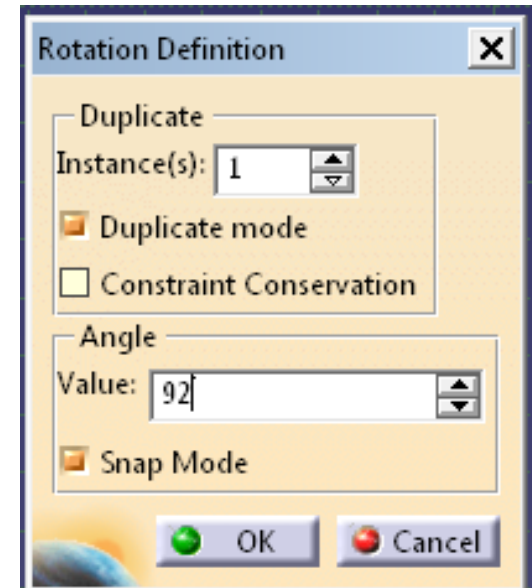 Rotation Definition
Duplicate
Instance(s): 1
Duplicate mode
Constraint Conservation
Angle
Value: 92
Snap Mode
OK Cancel